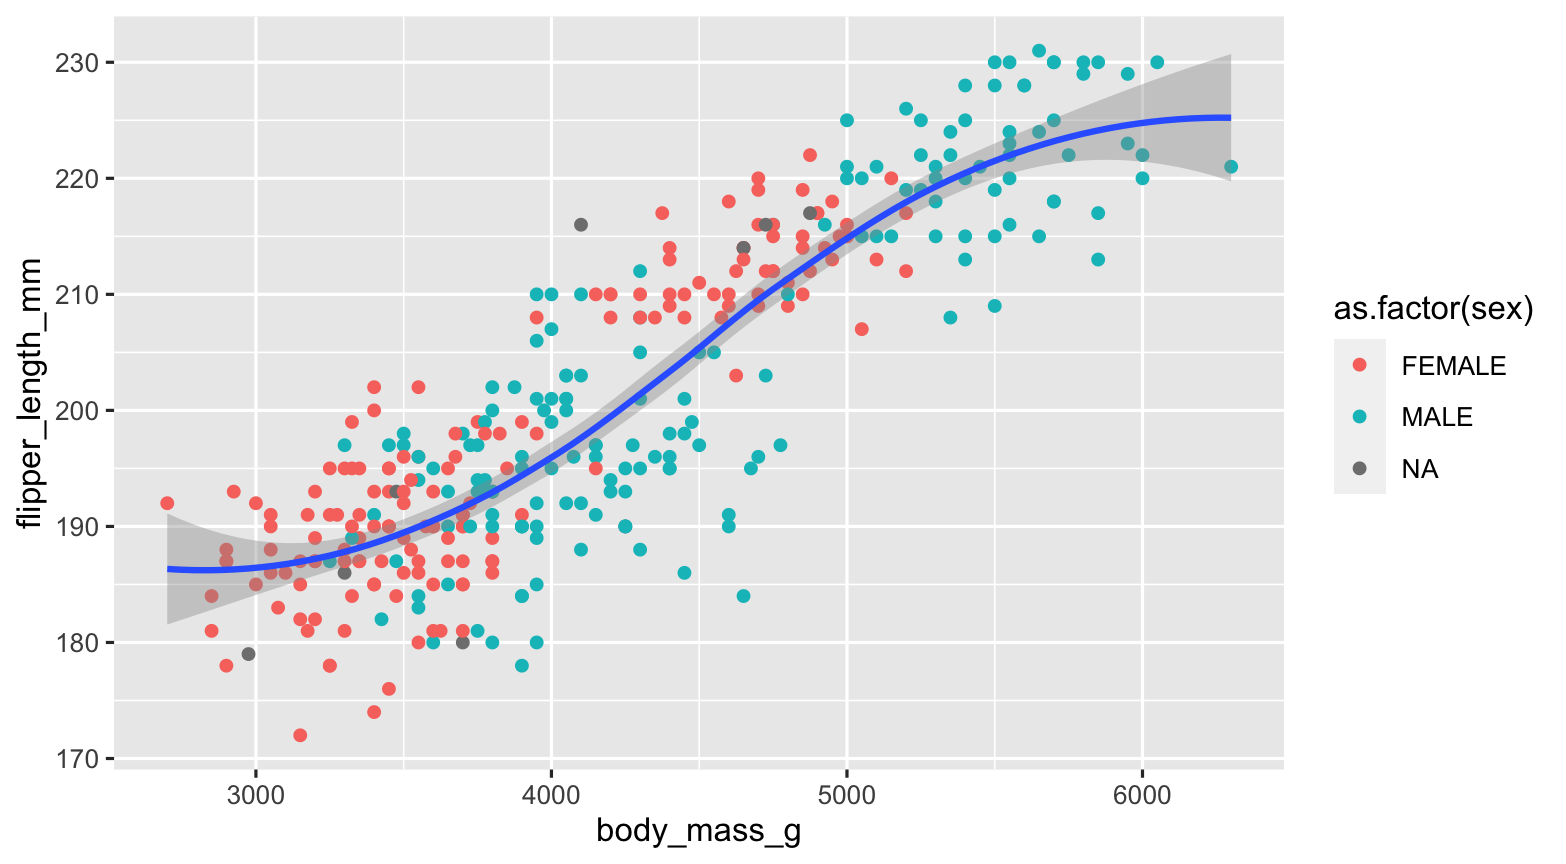 230
220
210
200
190
180
170
flipper_length_mm
3000 4000 5000 6000
body_mass_g
as.factor(sex)
FEMALE
MALE
NA